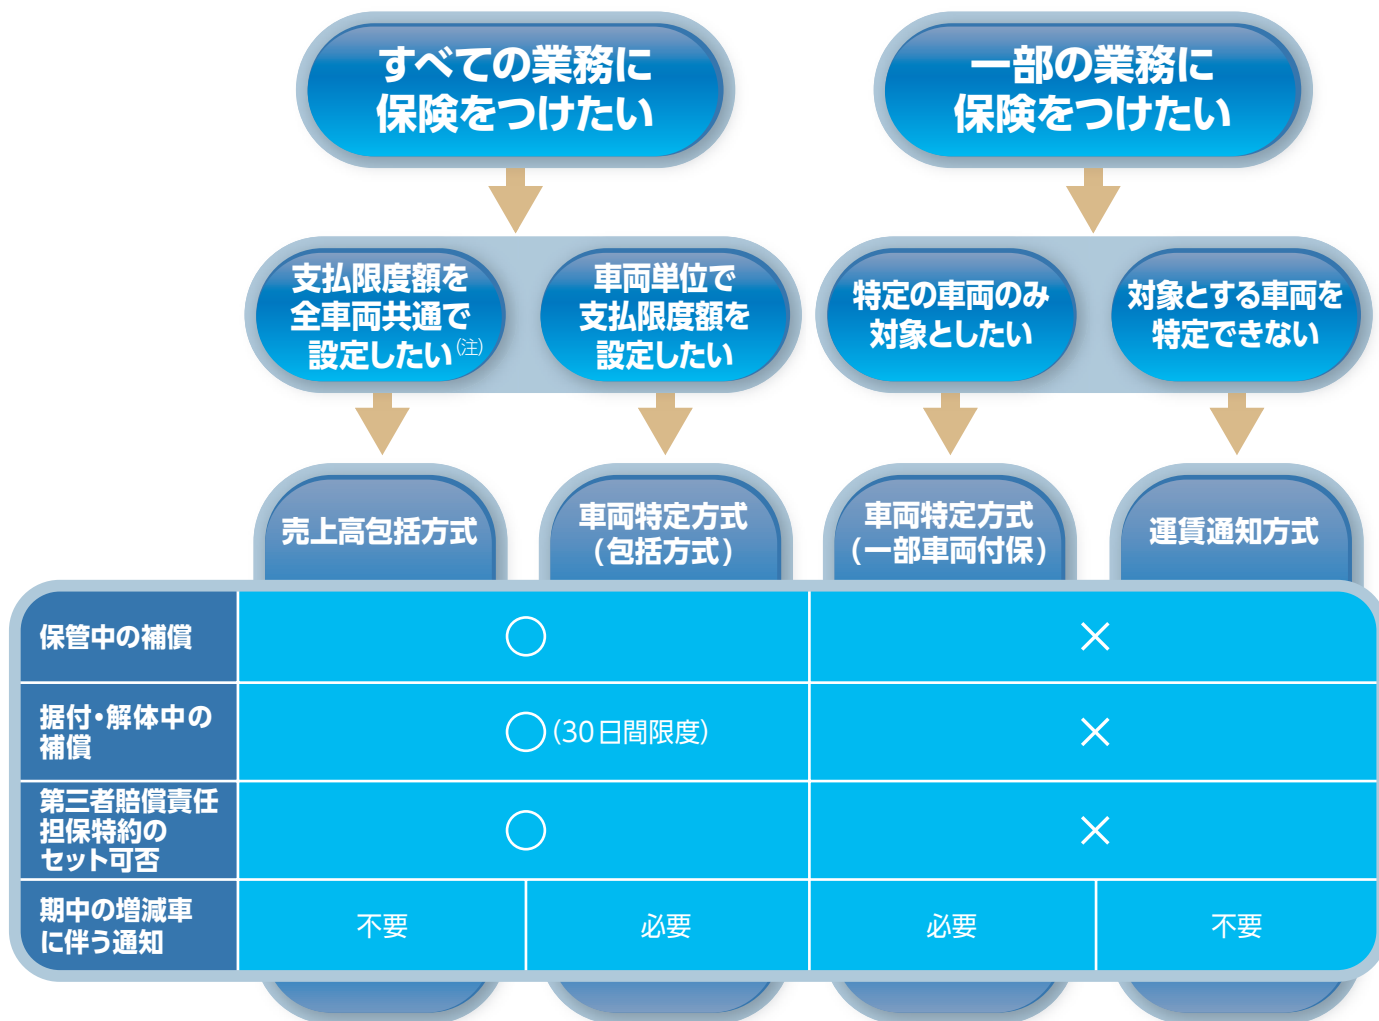 すべての業務に
保険をつけたい
一部の業務に
保険をつけたい
支払限度額を
全車両共通で
設定したい(注)
車両単位で
支払限度額を
設定したい
特定の車両のみ
対象としたい
対象とする車両を
特定できない
売上高包括方式
車両特定方式
(包括方式)
車両特定方式
(一部車両付保)
運賃通知方式
保管中の補償
○
×
据付・解体中の
補償
○(30日間限度)
×
第三者賠償責任
担保特約の
セット可否
○
×
期中の増減車
に伴う通知
不要
必要
必要
不要